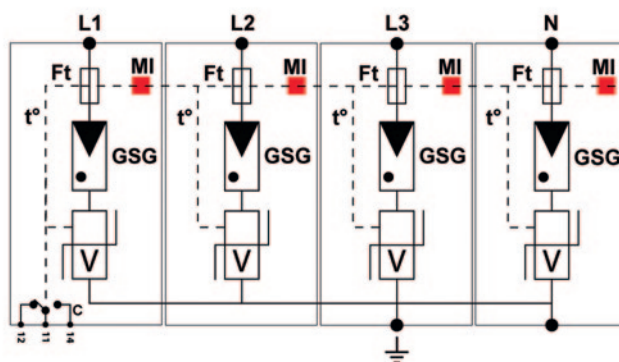 L1 L2 L3 N
Ft MI Ft MI Ft MI Ft MI
t° t° t° t°
GSG GSG GSG GSG
V V V V
C
12 11 14